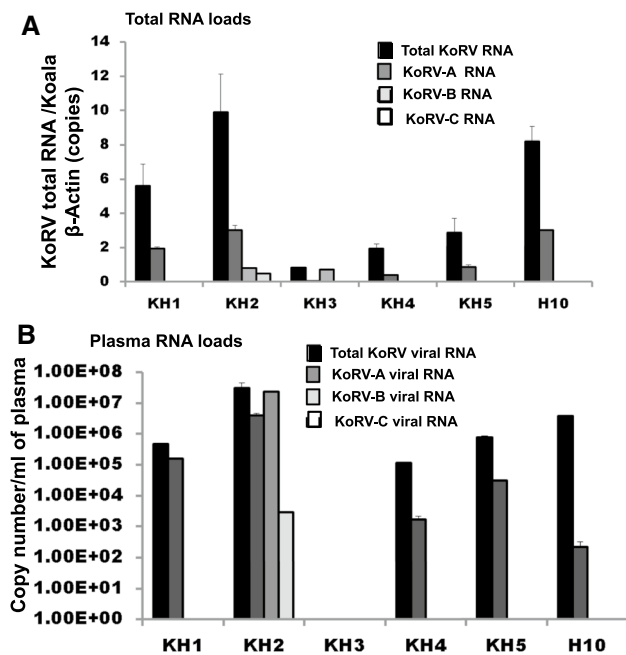 A
Total RNA loads
KoRV total RNA /Koala
β-Actin (copies)
14
12
10
8
6
4
2
0
Total KoRV RNA
KoRV-A RNA
KoRV-B RNA
KoRV-C RNA
KH1 KH2 KH3 KH4 KH5 H10
B
Plasma RNA loads
Copy number/ml of plasma
1.00E+08
1.00E+07
1.00E+06
1.00E+05
1.00E+04
1.00E+03
1.00E+02
1.00E+01
1.00E+00
Total KoRV viral RNA
KoRV-A viral RNA
KoRV-B viral RNA
KoRV-C viral RNA
KH1 KH2 KH3 KH4 KH5 H10